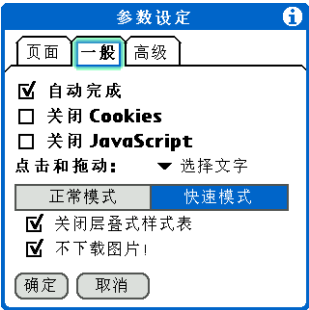 参数设定
页面 一般 高级
自动完成
关闭 Cookies
关闭 JavaScript
点击和拖动: 选择文字
正常模式 快速模式
关闭层叠式样式表
不下载图片!
确定 取消